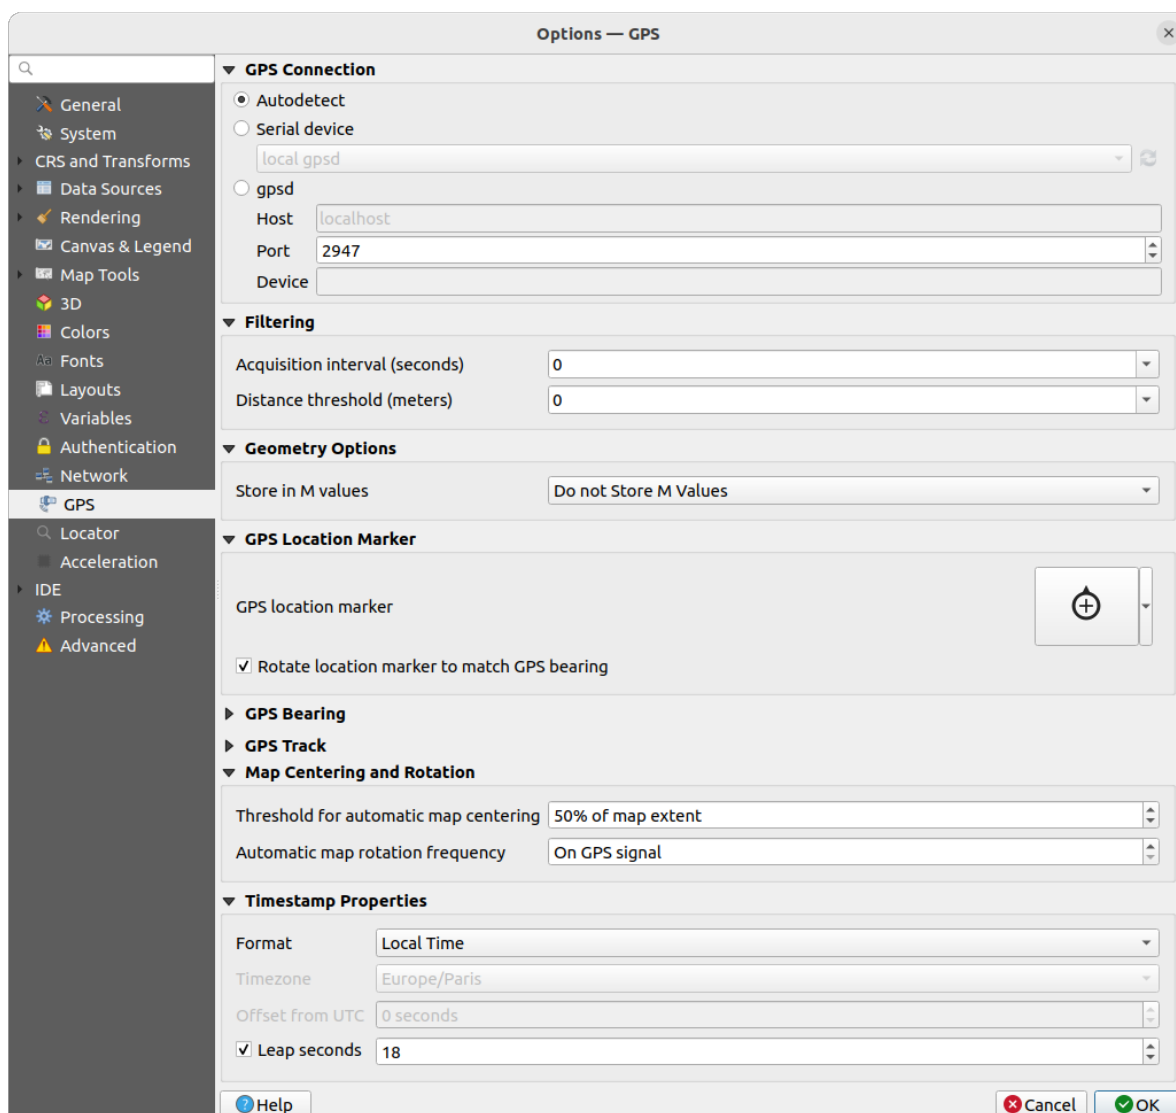 Options — GPS
General
System
CRS and Transforms
Data Sources
Rendering
Canvas & Legend
Map Tools
3D
Colors
Fonts
Layouts
Variables
Authentication
Network
GPS
Locator
Acceleration
IDE
Processing
Advanced
GPS Connection
Autodetect
Serial device
local gpsd
gpsd
Host localhost
Port 2947
Device
Filtering
Acquisition interval (seconds) 0
Distance threshold (meters) 0
Geometry Options
Store in M values Do not Store M Values
GPS Location Marker
GPS location marker
Rotate location marker to match GPS bearing
GPS Bearing
GPS Track
Map Centering and Rotation
Threshold for automatic map centering 50% of map extent
Automatic map rotation frequency On GPS signal
Timestamp Properties
Format Local Time
Timezone Europe/Paris
Offset from UTC 0 seconds
Leap seconds 18
Help Cancel OK